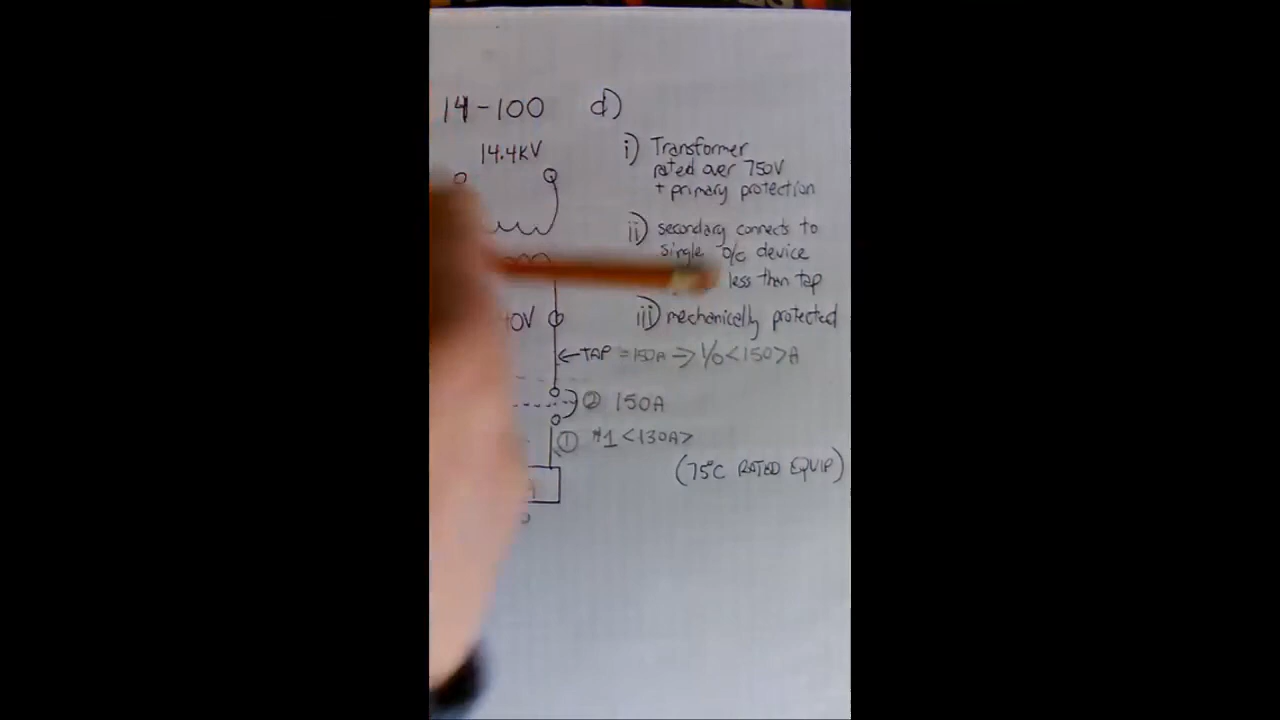 14-100 d)
14.4KV
i) Transformer
rated over 750V
+ primary protection
ii) secondary connects to
single O/C device
less than tap
iii) mechanically protected
40V
← TAP = 150A → 1/0 <150> A
② 150A
① #1 <130A>
(75°C RATED EQUIP)